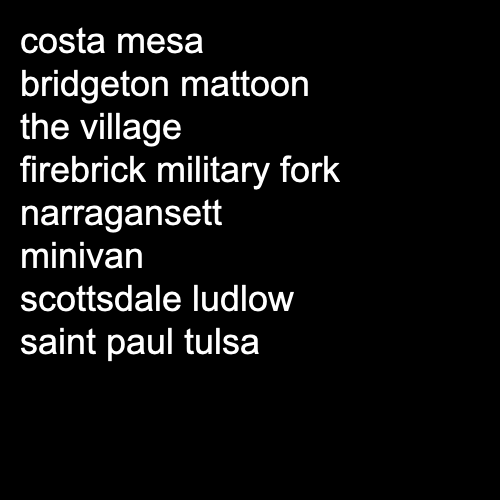 costa mesa
bridgeton mattoon
the village
firebrick military fork
narragansett
minivan
scottsdale ludlow
saint paul tulsa